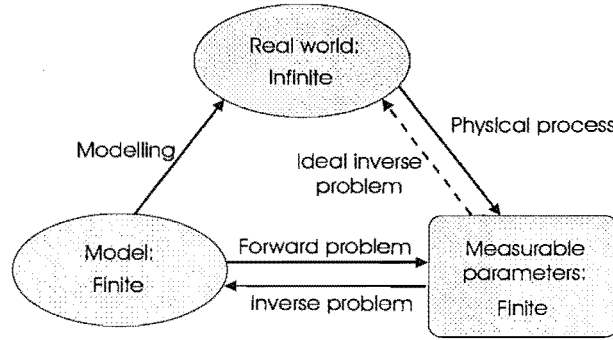 Real world:
Infinite
Modelling
Physical process
Ideal inverse
problem
Model:
Finite
Forward problem
Inverse problem
Measurable
parameters:
Finite